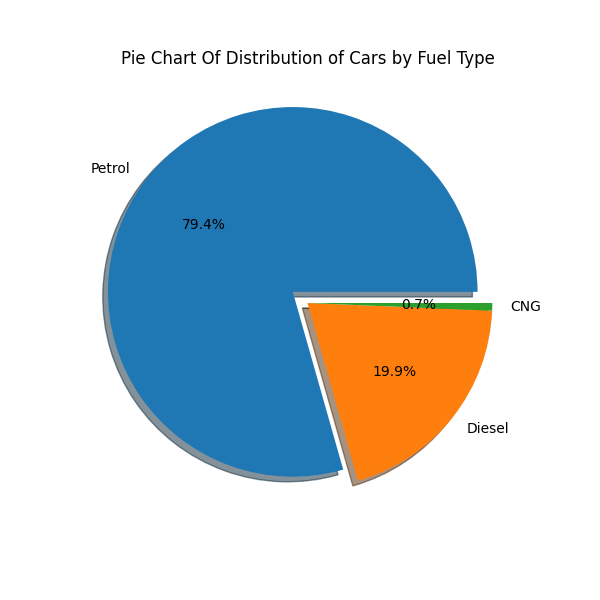 Pie Chart Of Distribution of Cars by Fuel Type
Petrol
79.4%
0.7%
CNG
19.9%
Diesel